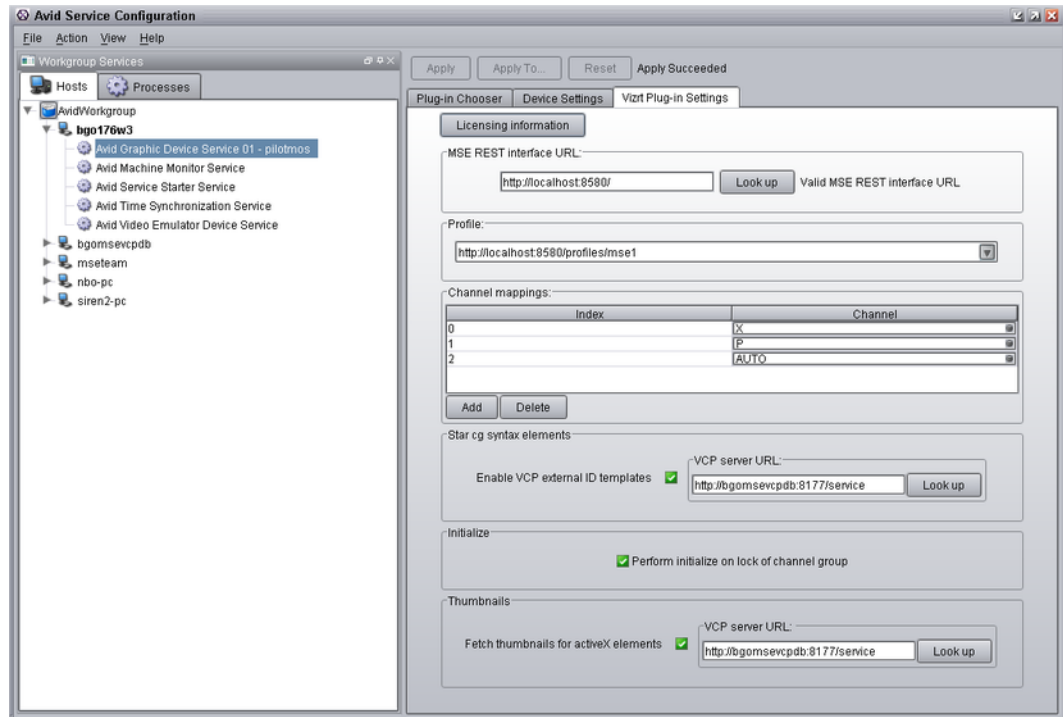 Avid Service Configuration
File Action View Help
Workgroup Services
Hosts Processes
AvidWorkgroup
bgo176w3
Avid Graphic Device Service 01 - pilotmos
Avid Machine Monitor Service
Avid Service Starter Service
Avid Time Synchronization Service
Avid Video Emulator Device Service
bgomsevcpdb
mseteam
nbo-pc
siren2-pc
Apply Apply To... Reset Apply Succeeded
Plug-in Chooser Device Settings Vizrt Plug-in Settings
Licensing information
MSE REST interface URL:
http://localhost:8580/ Look up Valid MSE REST interface URL
Profile:
http://localhost:8580/profiles/mse1
Channel mappings:
Index Channel
0 X
1 P
2 AUTO
Add Delete
Star cg syntax elements
VCP server URL:
Enable VCP external ID templates
http://bgomsevcpdb:8177/service Look up
Initialize
Perform initialize on lock of channel group
Thumbnails
VCP server URL:
Fetch thumbnails for activeX elements
http://bgomsevcpdb:8177/service Look up